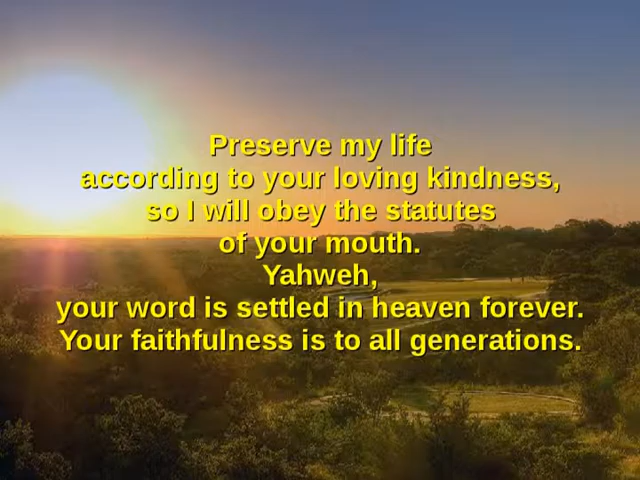 Preserve my life
according to your loving kindness,
so I will obey the statutes
of your mouth.
Yahweh,
your word is settled in heaven forever.
Your faithfulness is to all generations.